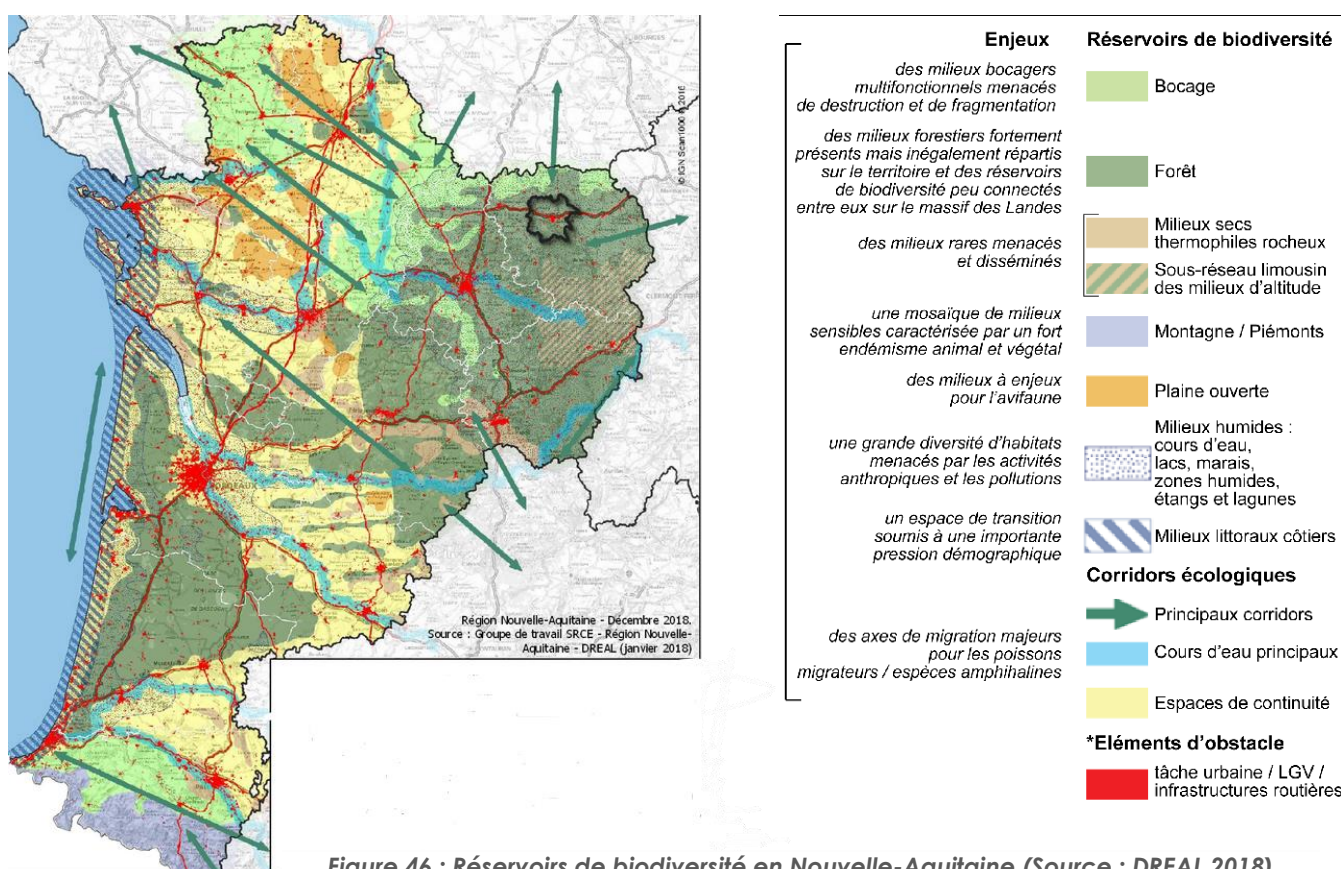 BOURGES
© IGN Scan1000 ® 2016
CLERMONT-FE
BORDEAUX
Région Nouvelle-Aquitaine - Décembre 2018.
Source : Groupe de travail SRCE - Région Nouvelle-
Aquitaine - DREAL (janvier 2018)
Enjeux
des milieux bocagers
multifonctionnels menacés
de destruction et de fragmentation
des milieux forestiers fortement
présents mais inégalement répartis
sur le territoire et des réservoirs
de biodiversité peu connectés
entre eux sur le massif des Landes
des milieux rares menacés
et disséminés
une mosaïque de milieux
sensibles caractérisée par un fort
endémisme animal et végétal
des milieux à enjeux
pour l'avifaune
une grande diversité d'habitats
menacés par les activités
anthropiques et les pollutions
un espace de transition
soumis à une importante
pression démographique
des axes de migration majeurs
pour les poissons
migrateurs / espèces amphihalines
Réservoirs de biodiversité
Bocage
Forêt
Milieux secs
thermophiles rocheux
Sous-réseau limousin
des milieux d'altitude
Montagne / Piémonts
Plaine ouverte
Milieux humides :
cours d'eau,
lacs, marais,
zones humides,
étangs et lagunes
Milieux littoraux côtiers
Corridors écologiques
Principaux corridors
Cours d'eau principaux
Espaces de continuité
*Eléments d'obstacle
tâche urbaine / LGV /
infrastructures routières
Figure 46 : Réservoirs de biodiversité en Nouvelle-Aquitaine (Source : DREAL 2018)